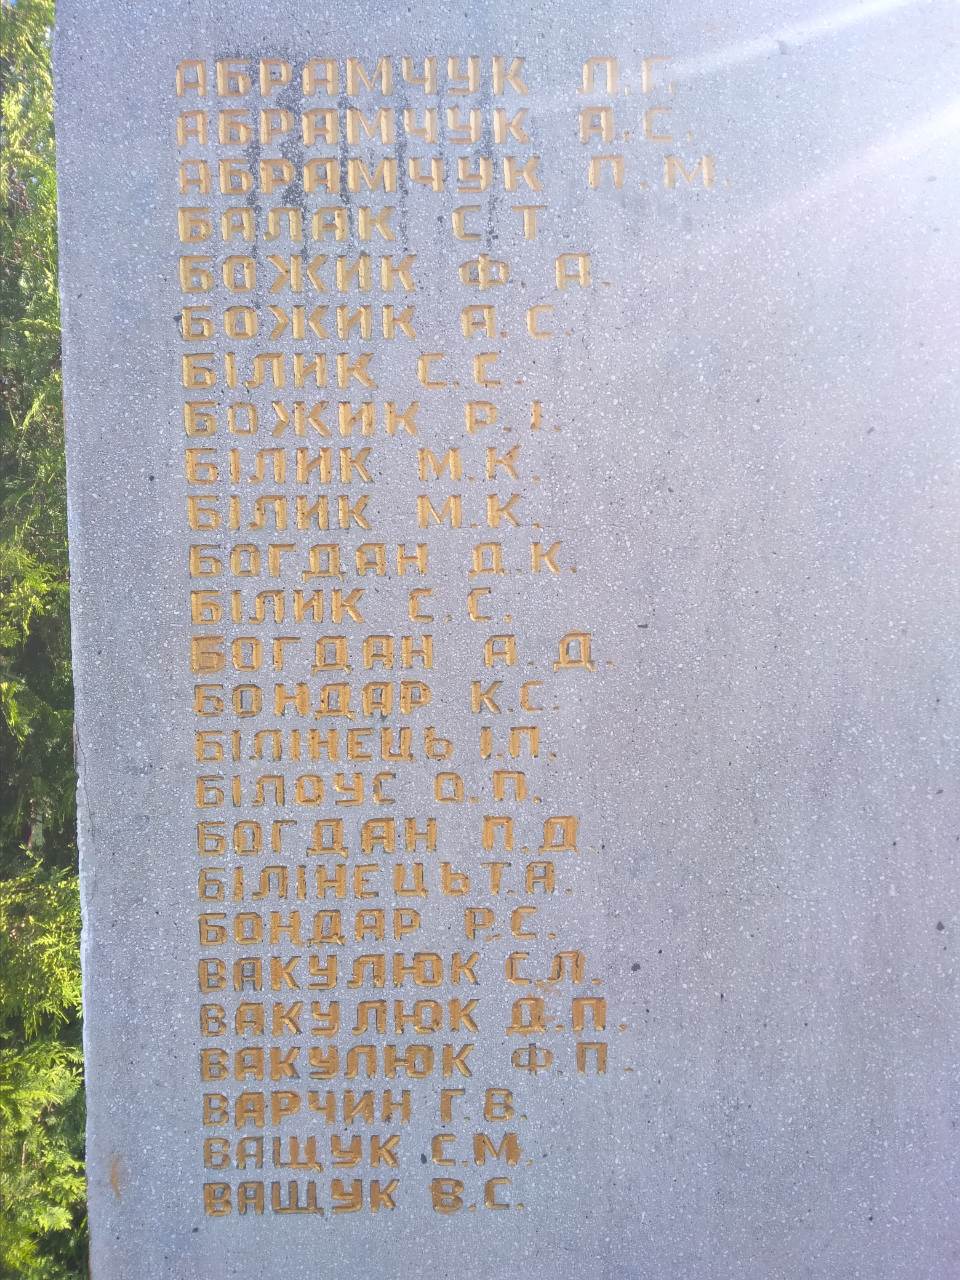 АБРАМЧУК Л.Г.
АБРАМЧУК А.С.
АБРАМЧУК П.М.
БАЛАК С.Т
БОЖИК Ф.А.
БОЖИК А.С.
БІЛИК С.С.
БОЖИК Р.І.
БІЛИК М.К.
БІЛИК М.К.
БОГДАН Д.К.
БІЛИК С.С.
БОГДАН А.Д.
БОНДАР К.С.
БІЛІНЕЦЬ І.П.
БІЛОУС О.П.
БОГДАН П.Д.
БІЛІНЕЦЬ Т.А.
БОНДАР Р.С.
ВАКУЛЮК С.Л.
ВАКУЛЮК Д.П.
ВАКУЛЮК Ф.П.
ВАРЧИН Г.В.
ВАЩУК С.М.
ВАЩУК В.С.